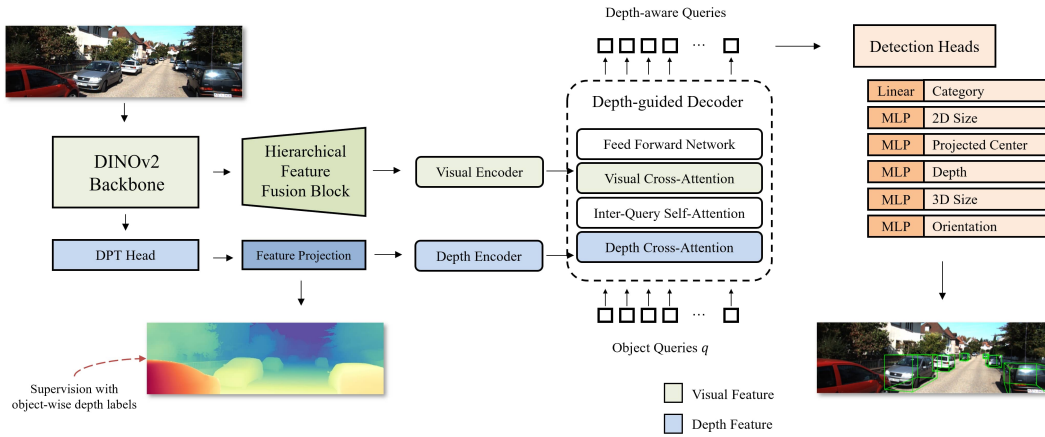 Depth-aware Queries
...
Detection Heads
Depth-guided Decoder
Linear Category
MLP 2D Size
MLP Projected Center
MLP Depth
MLP 3D Size
MLP Orientation
DINOv2
Backbone
Hierarchical
Feature
Fusion Block
Visual Encoder
Feed Forward Network
Visual Cross-Attention
Inter-Query Self-Attention
Depth Cross-Attention
DPT Head
Feature Projection
Depth Encoder
...
Object Queries q
Supervision with
object-wise depth labels
Visual Feature
Depth Feature